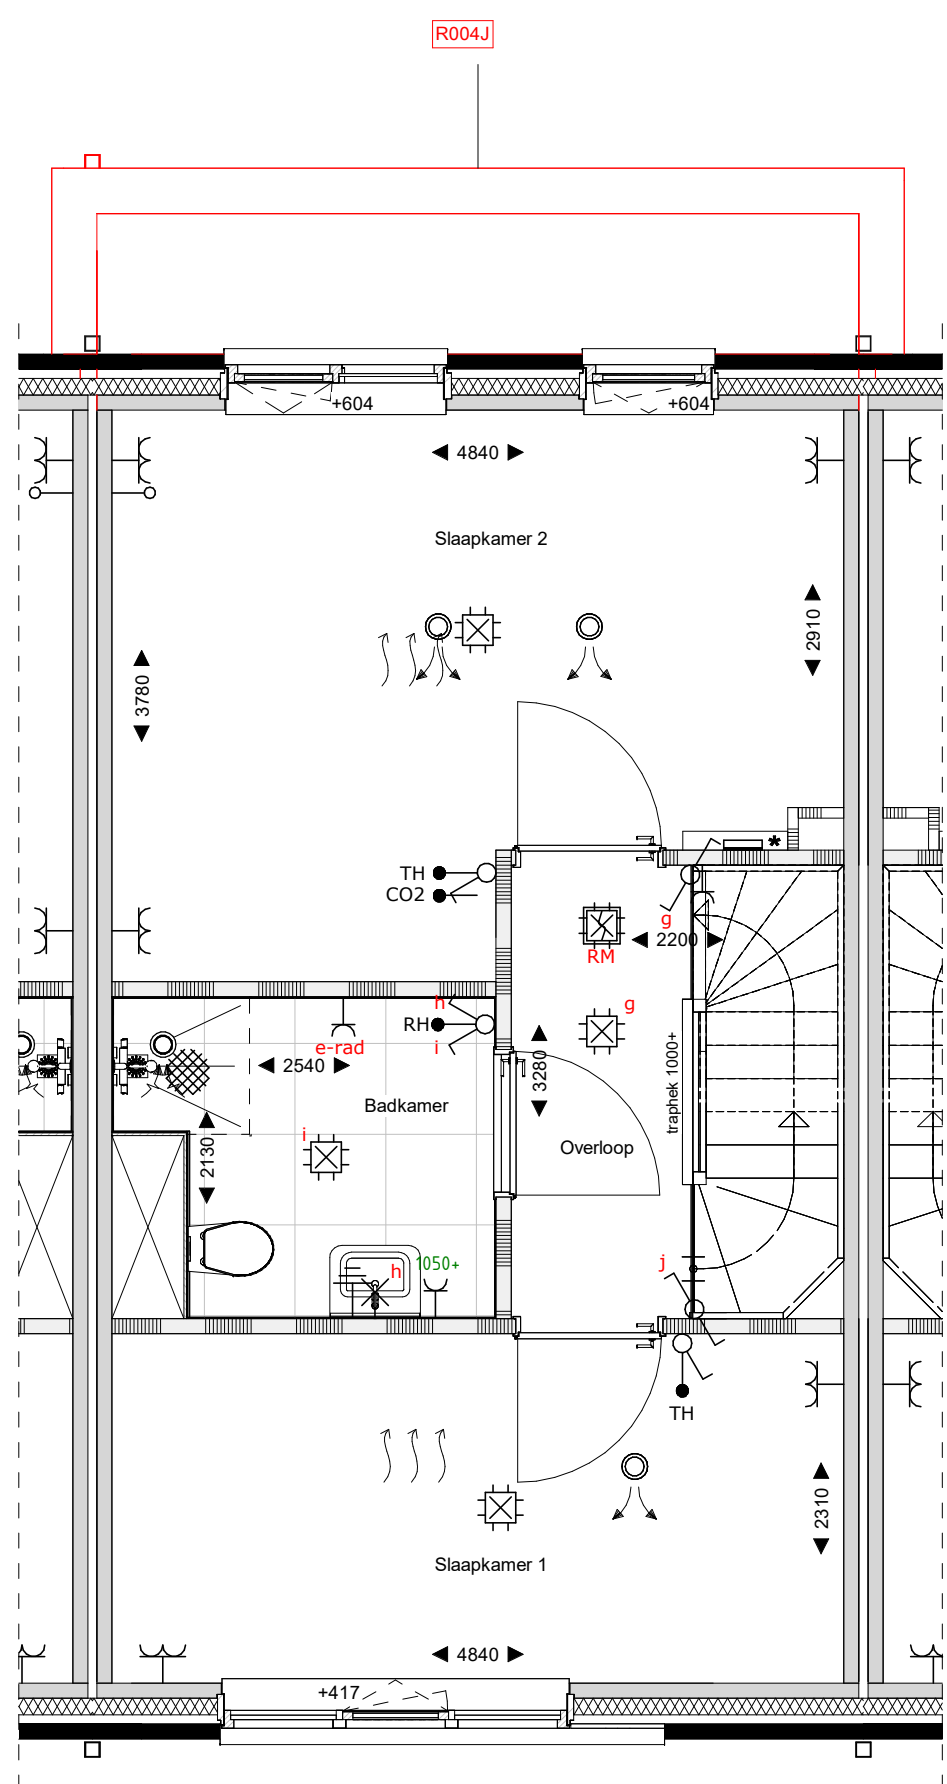 R004J
+604
+604
4840
Slaapkamer 2
2910
3780
TH
CO2
*
g
2200
RM
h
RH
i
e-rad
g
2540
3280
traphek 1000+
Badkamer
Overloop
i
2130
1050+
h
j
TH
2310
Slaapkamer 1
4840
+417